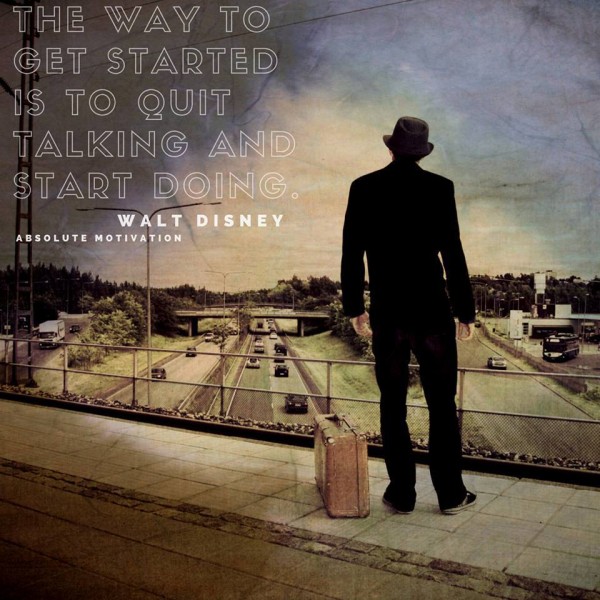 THE WAY TO
GET STARTED
IS TO QUIT
TALKING AND
START DOING.
WALT DISNEY
ABSOLUTE MOTIVATION